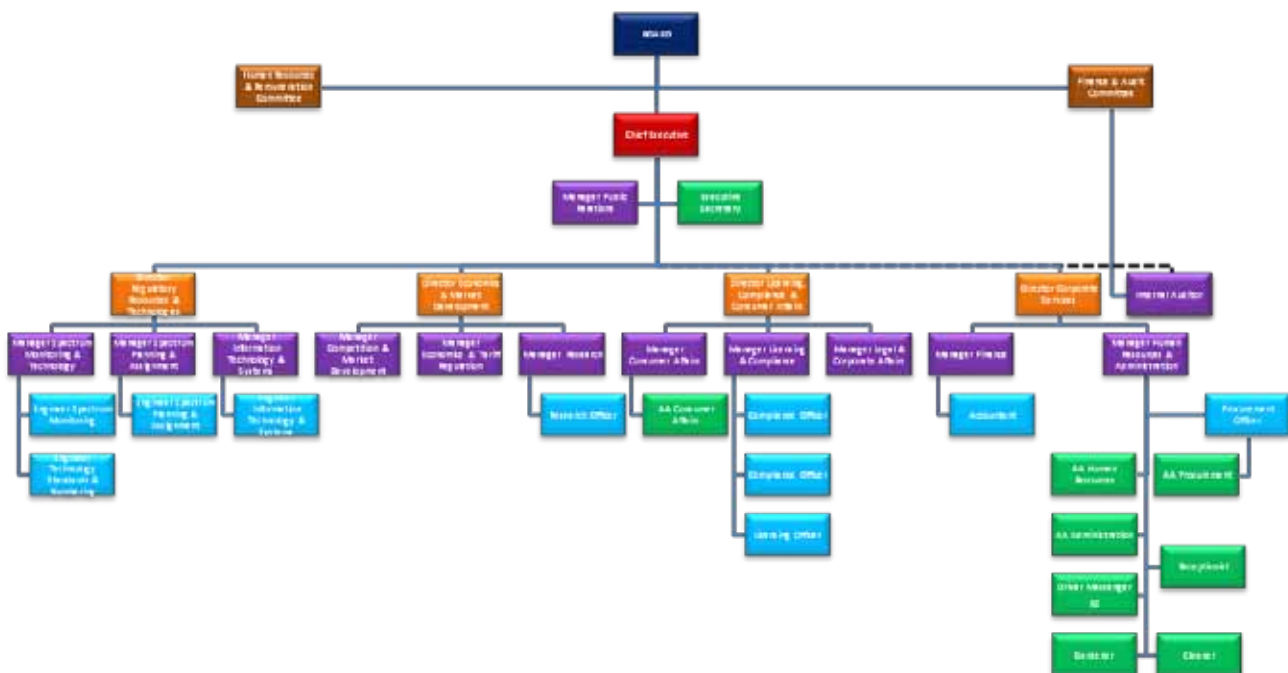 BOARD
Human Resources
& Remuneration
Committee
Finance & Audit
Committee
Chief Executive
Manager Public
Relations
Executive
Secretary
Director
Regulatory
Resources &
Technologies
Director Economics
& Market
Development
Director Licensing,
Compliance &
Consumer Affairs
Director Corporate
Services
Internal Auditor
Manager Spectrum
Monitoring &
Technology
Manager Spectrum
Planning &
Assignment
Manager
Information
Technology &
Systems
Manager
Competition &
Market
Development
Manager
Economics & Tariff
Regulation
Manager Research
Manager
Consumer Affairs
Manager Licensing
& Compliance
Manager Legal &
Corporate Affairs
Manager Finance
Manager Human
Resources &
Administration
Engineer Spectrum
Monitoring
Engineer Spectrum
Planning &
Assignment
Engineer
Information
Technology &
Systems
Research Officer
AA Consumer
Affairs
Compliance Officer
Accountant
Procurement
Officer
Engineer
Technology
Standards &
Numbering
Compliance Officer
AA Human
Resources
AA Procurement
Licensing Officer
AA Administration
Receptionist
Driver Messenger
Gardener
Cleaner